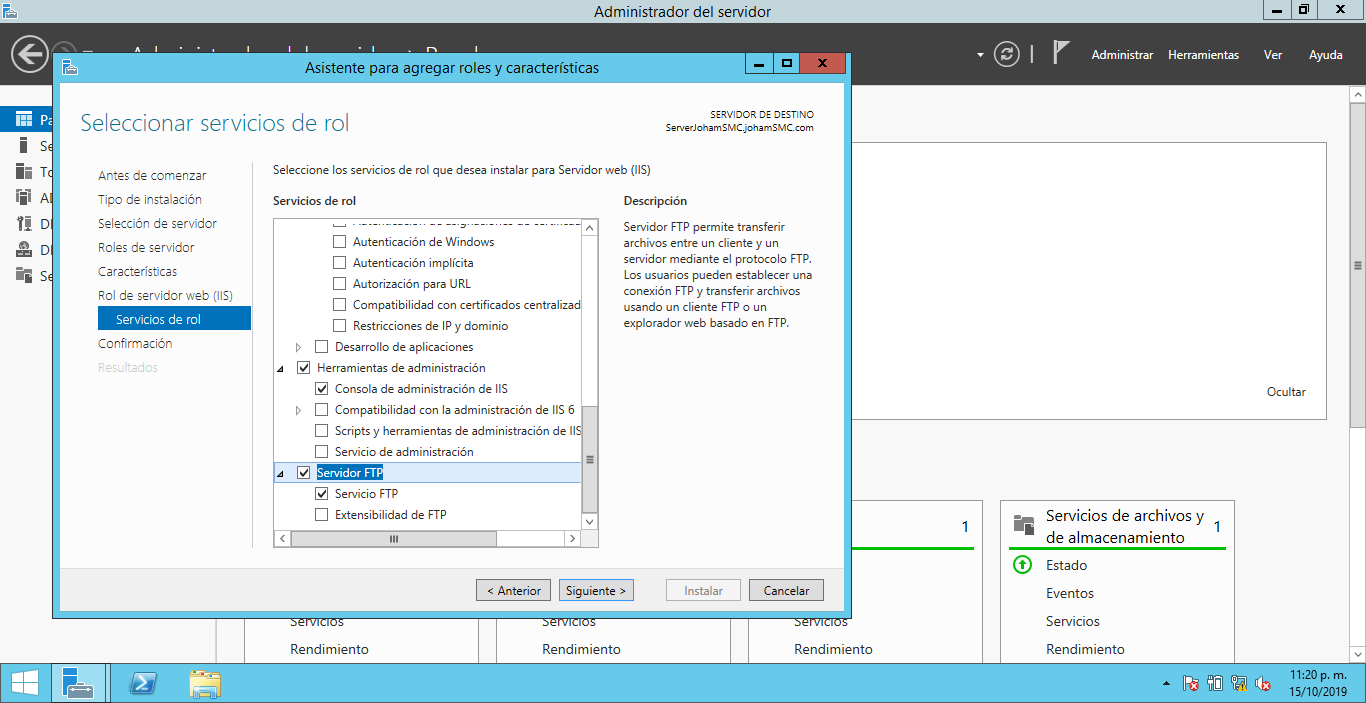 Administrador del servidor
Administrar Herramientas Ver Ayuda
Asistente para agregar roles y características
Seleccionar servicios de rol
SERVIDOR DE DESTINO
ServerJohamSMC.johamSMC.com
Antes de comenzar
Tipo de instalación
Selección de servidor
Roles de servidor
Características
Rol de servidor web (IIS)
Servicios de rol
Confirmación
Resultados
Seleccione los servicios de rol que desea instalar para Servidor web (IIS)
Servicios de rol
Autenticación de Windows
Autenticación implícita
Autorización para URL
Compatibilidad con certificados centralizad
Restricciones de IP y dominio
Desarrollo de aplicaciones
Herramientas de administración
Consola de administración de IIS
Compatibilidad con la administración de IIS 6
Scripts y herramientas de administración de IIS
Servicio de administración
Servidor FTP
Servicio FTP
Extensibilidad de FTP
Descripción
Servidor FTP permite transferir
archivos entre un cliente y un
servidor mediante el protocolo FTP.
Los usuarios pueden establecer una
conexión FTP y transferir archivos
usando un cliente FTP o un
explorador web basado en FTP.
< Anterior Siguiente > Instalar Cancelar
Ocultar
1
Servicios de archivos y
de almacenamiento
1
Estado
Eventos
Servicios
Rendimiento
Servicios
Rendimiento
Servicios
Rendimiento
Servicios
Rendimiento
11:20 p. m.
15/10/2019